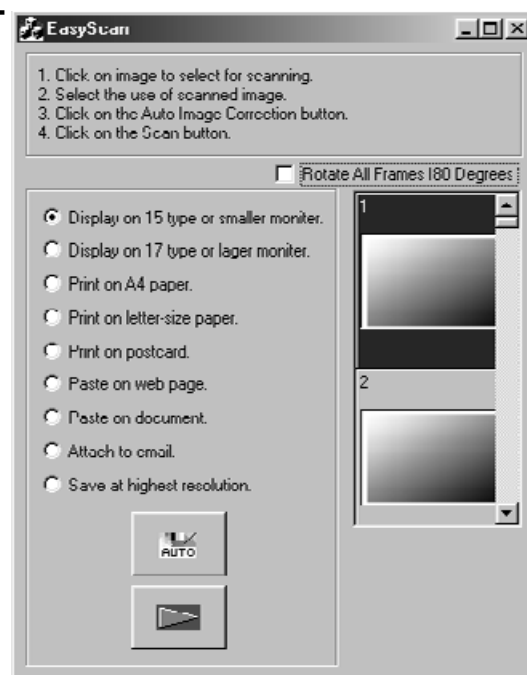 EasyScan
1. Click on image to select for scanning.
2. Select the use of scanned image.
3. Click on the Auto Image Correction button.
4. Click on the Scan button.
Rotate All Frames 180 Degrees
Display on 15 type or smaller moniter.
Display on 17 type or lager moniter.
Print on A4 paper.
Print on letter-size paper.
Print on postcard.
Paste on web page.
Paste on document.
Attach to email.
Save at highest resolution.
1
2
AUTO